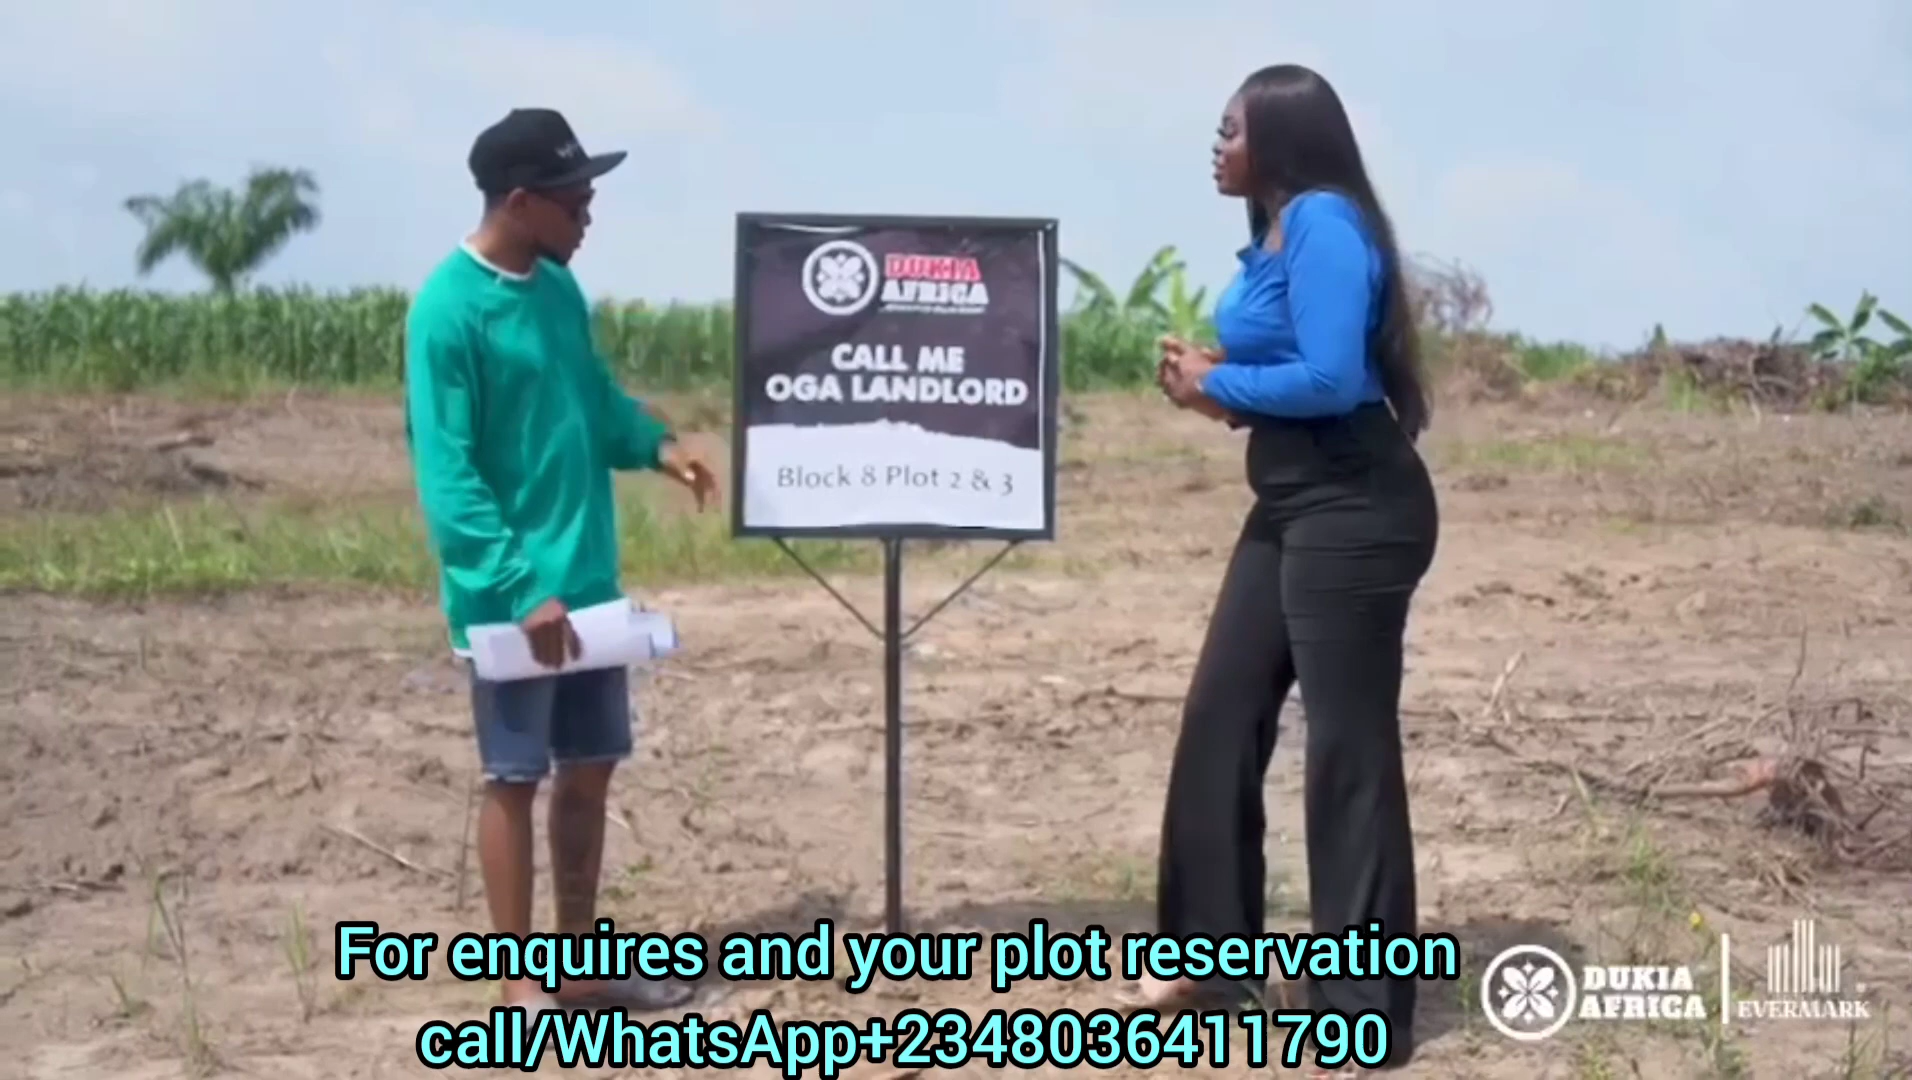 DUKIA
AFRICA
CALL ME
OGA LANDLORD
Block 8 Plot 2 & 3
For enquires and your plot reservation
call/WhatsApp+2348036411790
DUKIA
AFRICA
EVERMARK